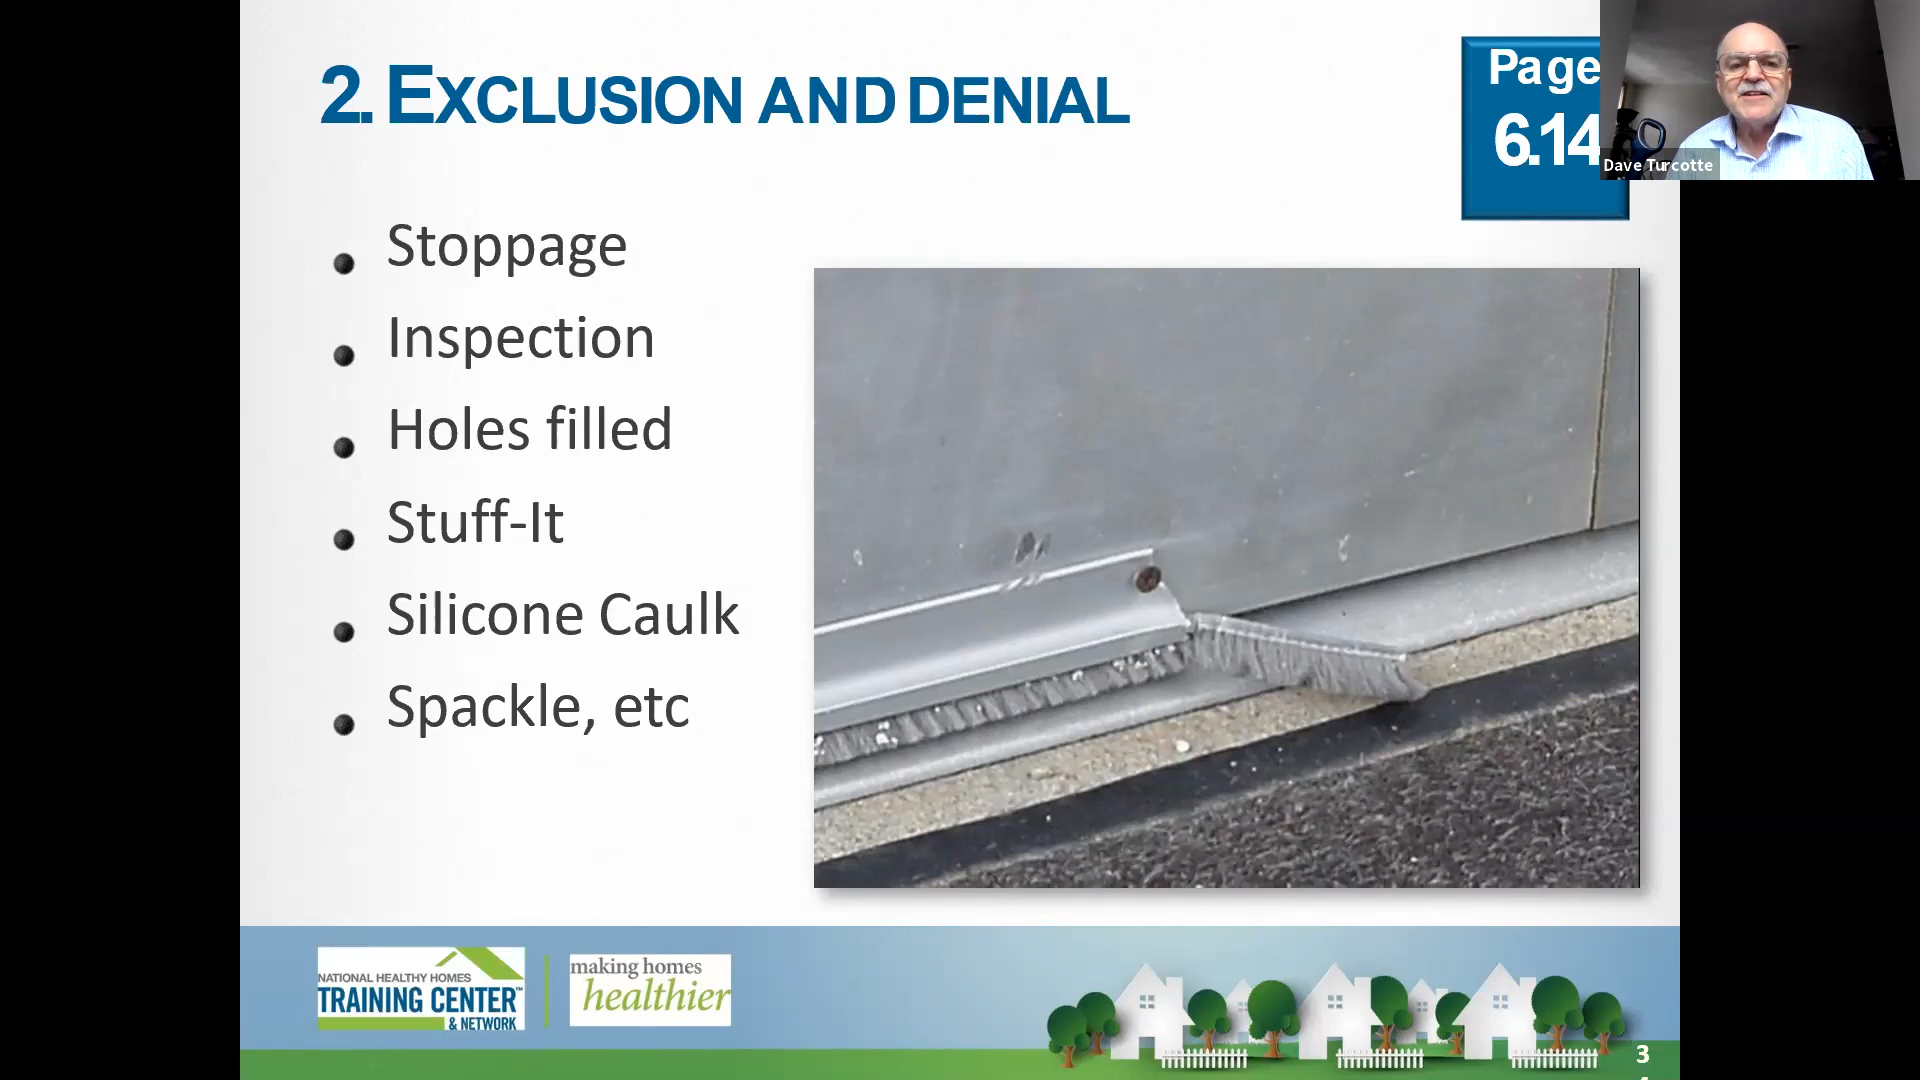 2. EXCLUSION AND DENIAL
Page
6.14
Dave Turcotte
Stoppage
Inspection
Holes filled
Stuff-It
Silicone Caulk
Spackle, etc
NATIONAL HEALTHY HOMES
TRAINING CENTER™
& NETWORK
making homes
healthier
3